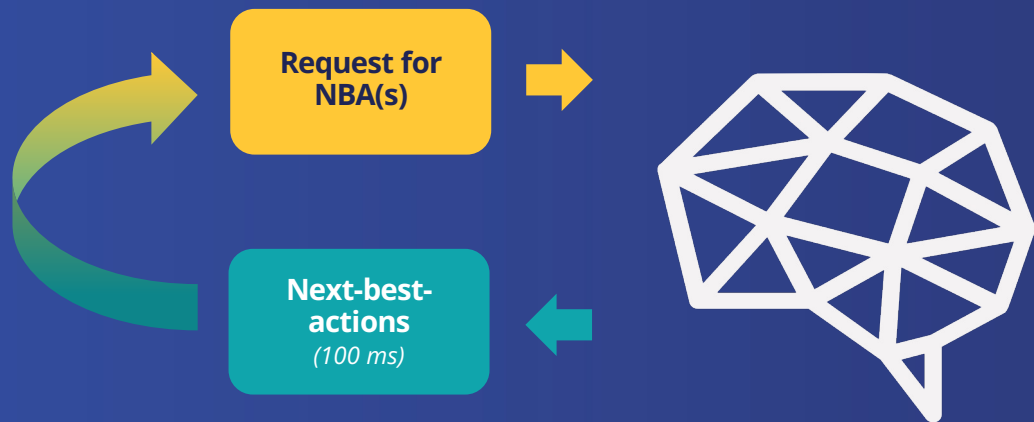 Request for
NBA(s)
Next-best-
actions
(100 ms)